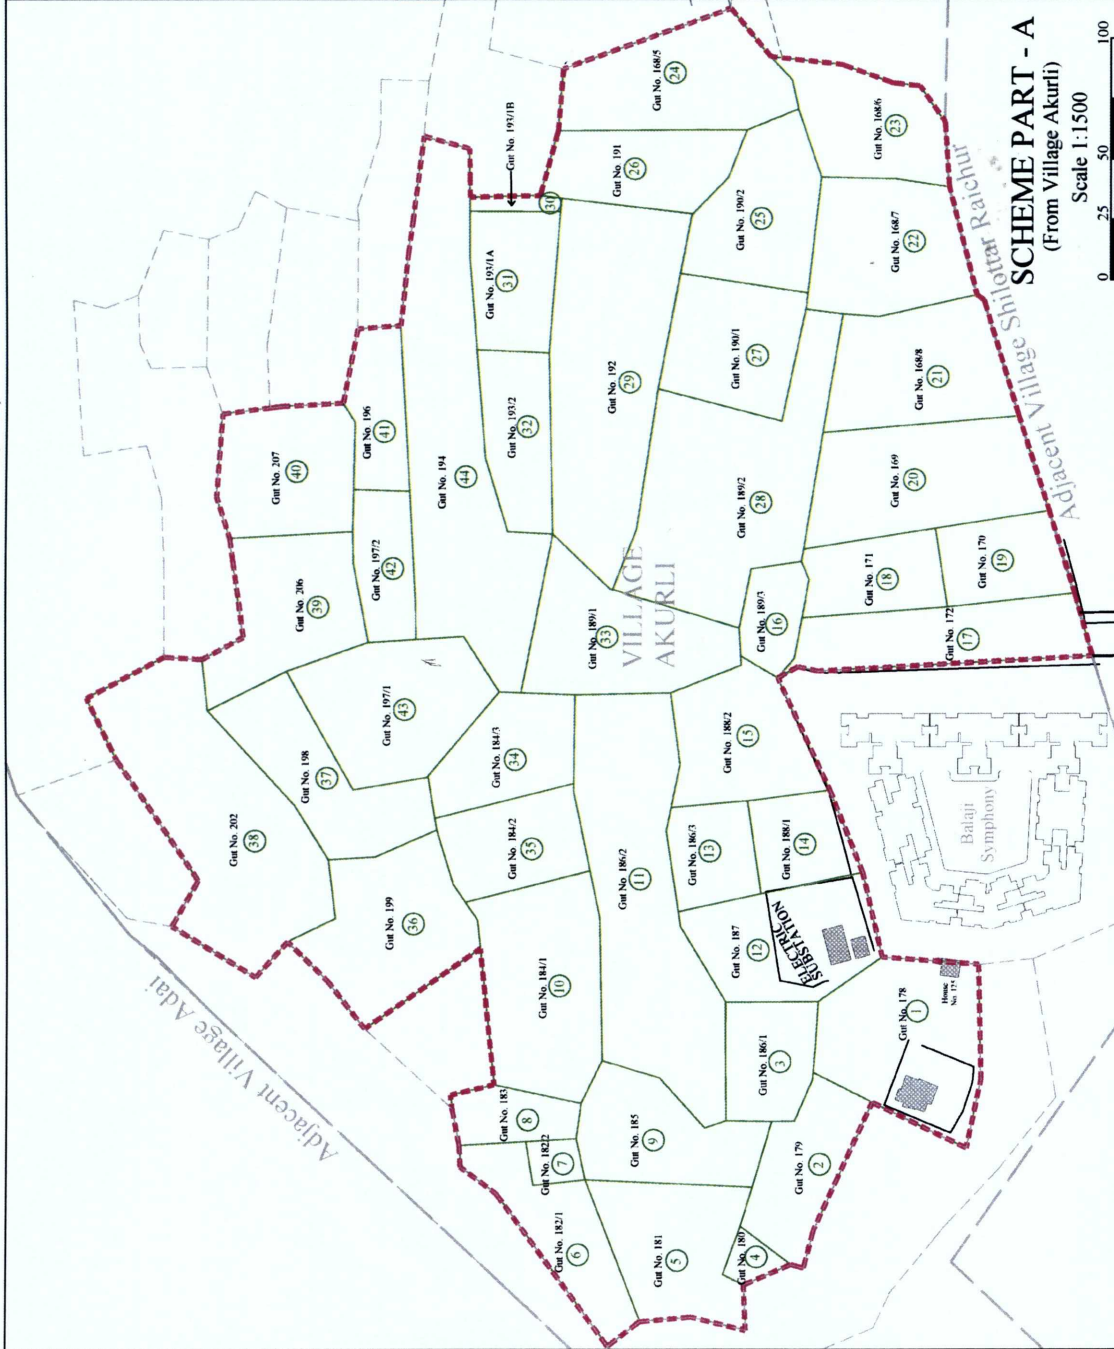 SCHEME PART - A
(From Village Akurli)
Scale 1:1500
0 25 50 100
Adjacent Village Adai
Adjacent Village Shilottar Raichur
VILLAGE
AKURLI
Balaji
Symphony
ELECTRIC
SUBSTATION
House
No. 125
Gut No. 178
1
Gut No. 179
2
Gut No. 186/1
3
Gut No. 180
4
Gut No. 181
5
Gut No. 182/1
6
Gut No. 182/2
7
Gut No. 183
8
Gut No. 185
9
Gut No. 184/1
10
Gut No. 186/2
11
Gut No. 187
12
Gut No. 186/3
13
Gut No. 188/1
14
Gut No. 188/2
15
Gut No. 189/3
16
Gut No. 172
17
Gut No. 171
18
Gut No. 170
19
Gut No. 169
20
Gut No. 168/8
21
Gut No. 168/7
22
Gut No. 168/6
23
Gut No. 168/5
24
Gut No. 190/2
25
Gut No. 191
26
Gut No. 190/1
27
Gut No. 189/2
28
Gut No. 192
29
Gut No. 193/1B
30
Gut No. 193/1A
31
Gut No. 193/2
32
Gut No. 189/1
33
Gut No. 184/3
34
Gut No. 184/2
35
Gut No. 199
36
Gut No. 198
37
Gut No. 202
38
Gut No. 206
39
Gut No. 207
40
Gut No. 196
41
Gut No. 197/2
42
Gut No. 197/1
43
Gut No. 194
44